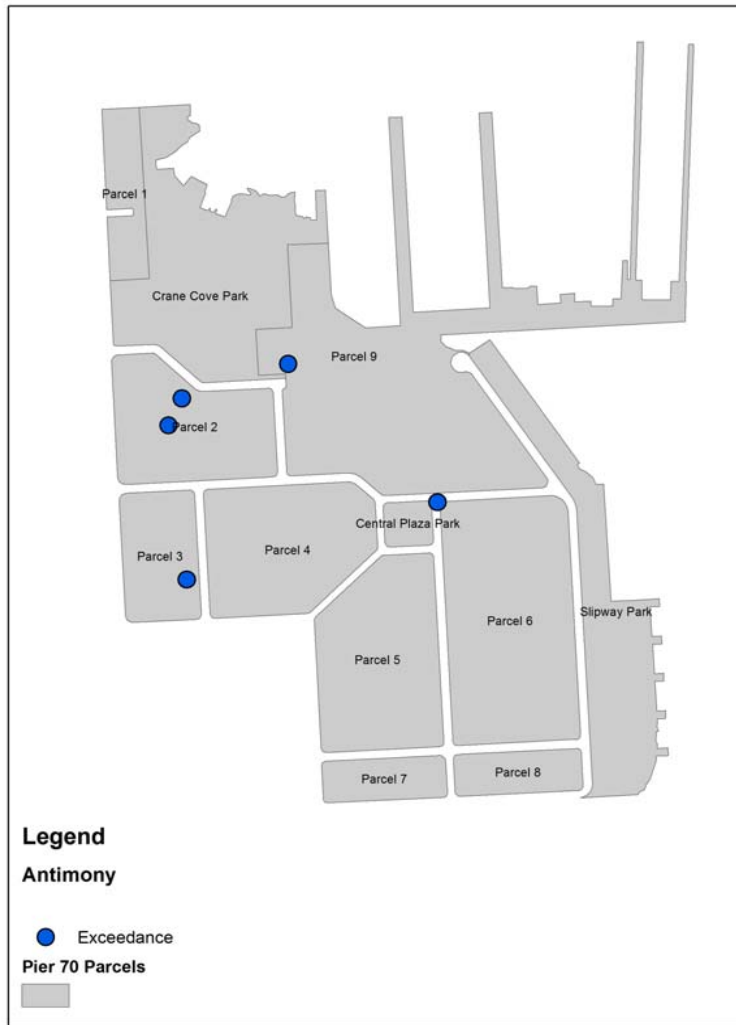 Parcel 1
Crane Cove Park
Parcel 9
Parcel 2
Central Plaza Park
Parcel 4
Parcel 3
Slipway Park
Parcel 6
Parcel 5
Parcel 8
Parcel 7
Legend
Antimony
Exceedance
Pier 70 Parcels